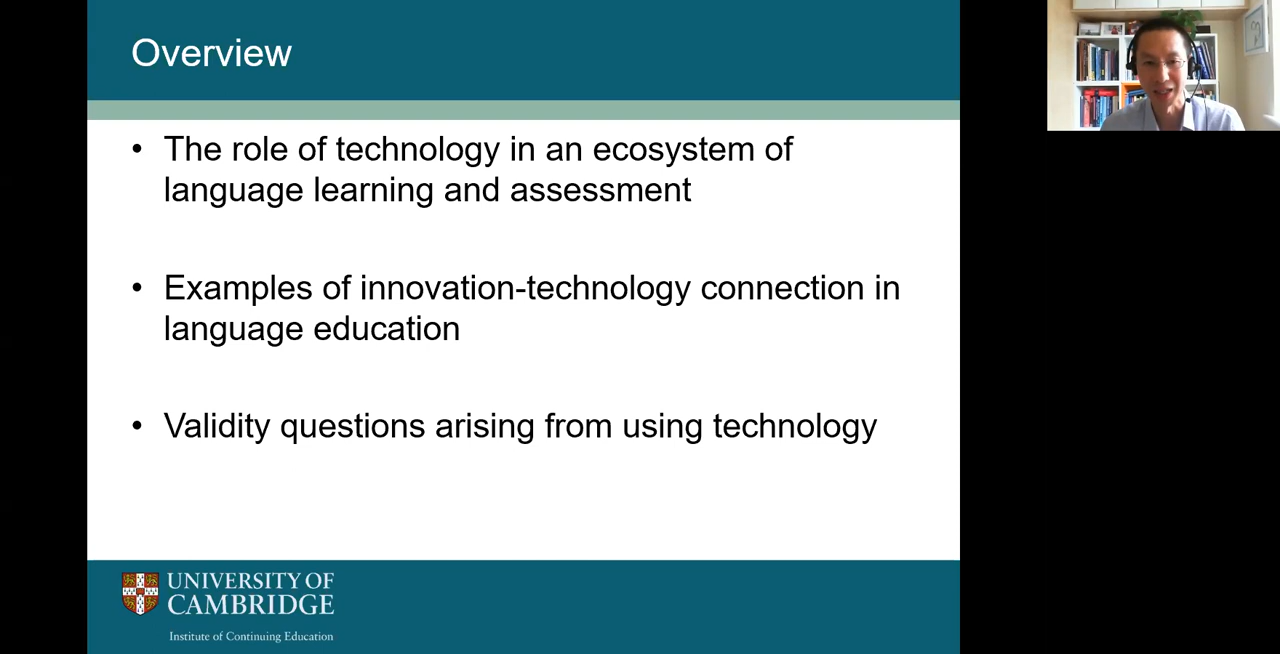 Overview
• The role of technology in an ecosystem of
language learning and assessment
• Examples of innovation-technology connection in
language education
• Validity questions arising from using technology
UNIVERSITY OF
CAMBRIDGE
Institute of Continuing Education